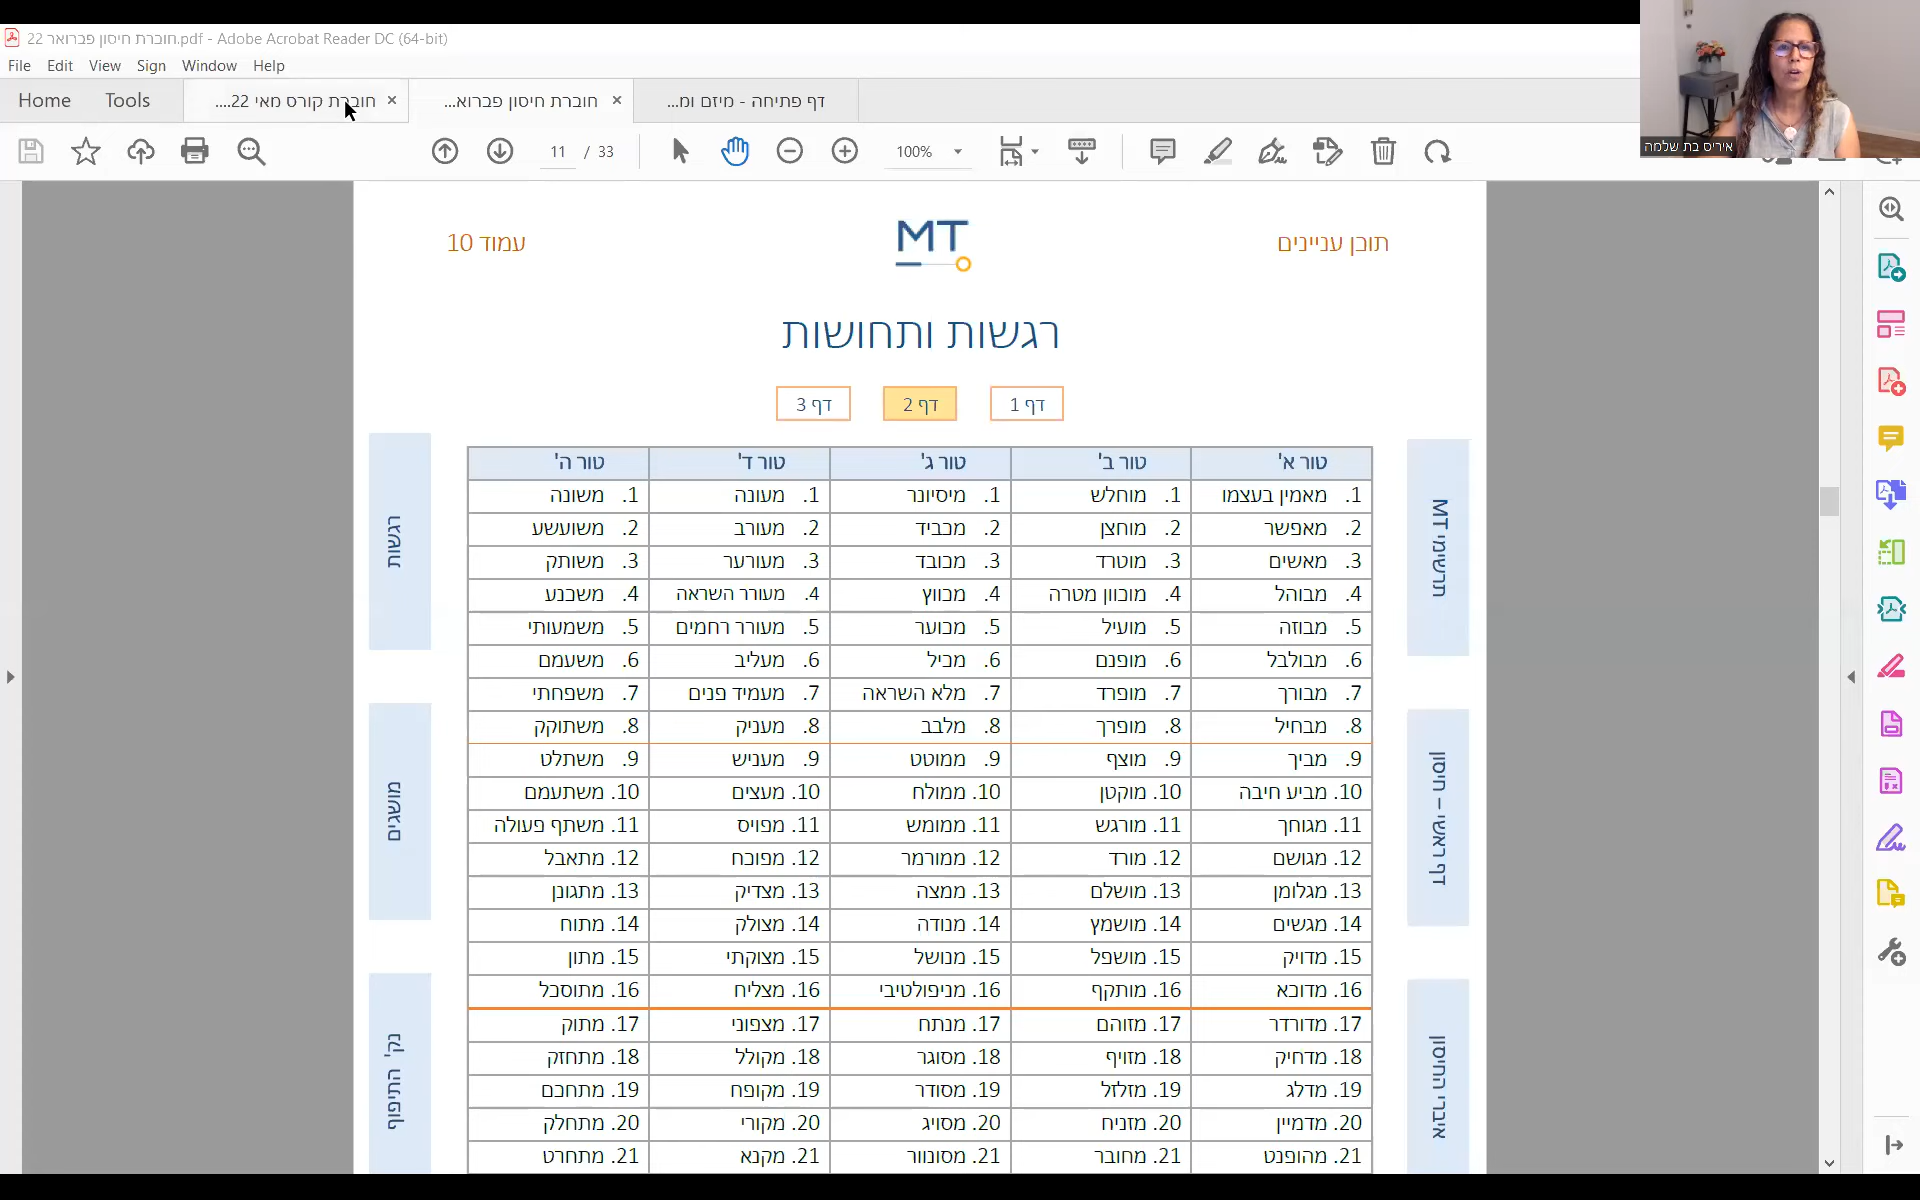 חוברת חיסון פברואר 22.pdf - Adobe Acrobat Reader DC (64-bit)
File Edit View Sign Window Help
Home Tools חוברת קורס מאי 22.... חוברת חיסון פברוא... דף פתיחה - מיזם ומ...
11 / 33 100%
איריס בת שלמה
תוכן עניינים MT עמוד 10
רגשות ותחושות
דף 1 דף 2 דף 3
טור א' טור ב' טור ג' טור ד' טור ה'
1. מאמין בעצמו 1. מוחלש 1. מיסיונר 1. מעונה 1. משונה
2. מאפשר 2. מוחצן 2. מכביד 2. מעורב 2. משועשע
3. מאשים 3. מוטרד 3. מכובד 3. מעורער 3. משותק
4. מבוהל 4. מוכוון מטרה 4. מכווץ 4. מעורר השראה 4. משכנע
5. מבוזה 5. מועיל 5. מכוער 5. מעורר רחמים 5. משמעותי
6. מבולבל 6. מופנם 6. מכיל 6. מעליב 6. משעמם
7. מבורך 7. מופרד 7. מלא השראה 7. מעמיד פנים 7. משפחתי
8. מבחיל 8. מופרך 8. מלבב 8. מעניק 8. משתוקק
9. מביך 9. מוצף 9. ממוטט 9. מעניש 9. משתלט
10. מביע חיבה 10. מוקטן 10. ממולח 10. מעצים 10. משתעמם
11. מגוחך 11. מורגש 11. ממומש 11. מפויס 11. משתף פעולה
12. מגושם 12. מורד 12. ממורמר 12. מפוכח 12. מתאבל
13. מגלומן 13. מושלם 13. ממצה 13. מצדיק 13. מתגונן
14. מגשים 14. מושמץ 14. מנודה 14. מצולק 14. מתוח
15. מדויק 15. מושפל 15. מנושל 15. מצוקתי 15. מתון
16. מדוכא 16. מותקף 16. מניפולטיבי 16. מצליח 16. מתוסכל
17. מדורדר 17. מזוהם 17. מנתח 17. מצפוני 17. מתוק
18. מדחיק 18. מזויף 18. מסוגר 18. מקולל 18. מתחזק
19. מדלג 19. מזלזל 19. מסודר 19. מקופח 19. מתחכם
20. מדמיין 20. מזניח 20. מסויג 20. מקורי 20. מתחלק
21. מהופנט 21. מחובר 21. מסונוור 21. מקנא 21. מתחרט
תרשימי MT
דף ראשי – חיסון
איברי החיסון
רגשות
מושגים
נק' התיפוף